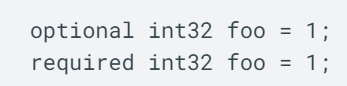 optional int32 foo = 1;
required int32 foo = 1;